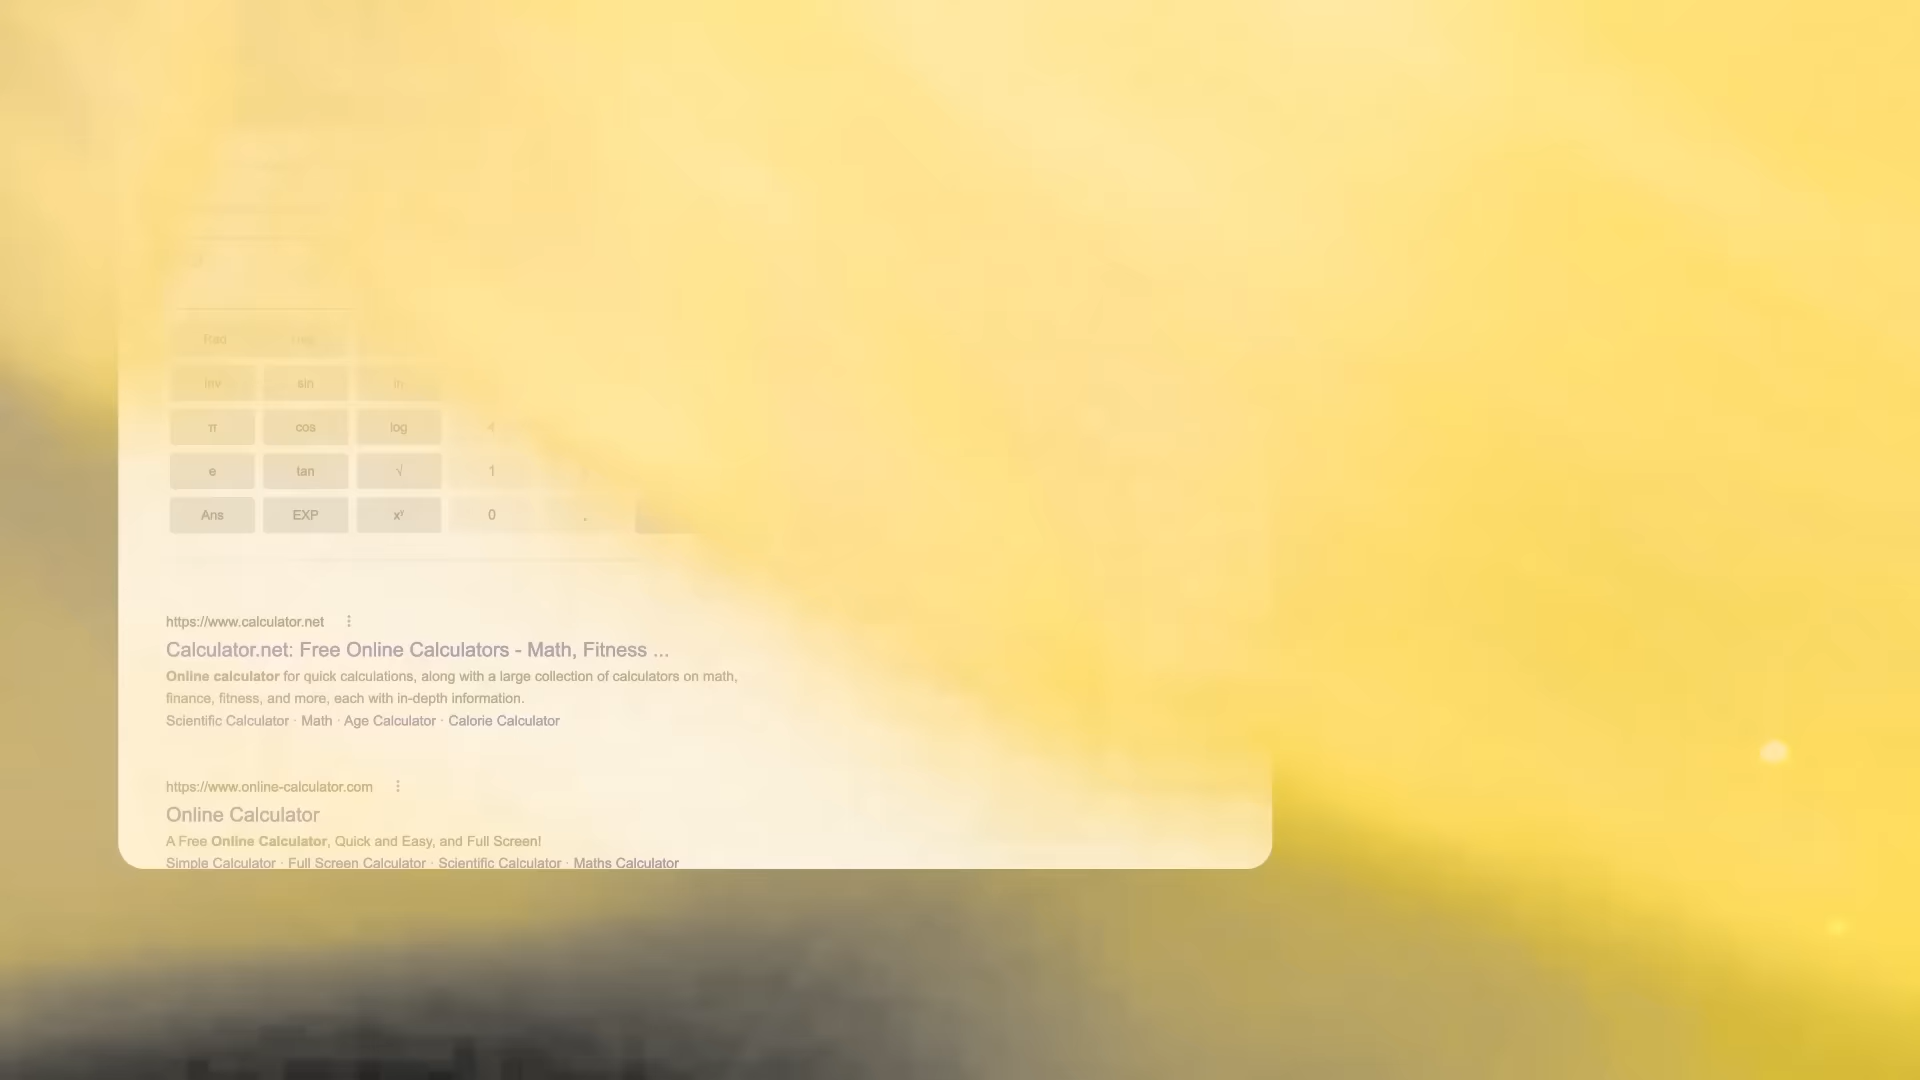 Rad
Inv sin ln
π cos log 4
e tan √ 1
Ans EXP xʸ 0 .
https://www.calculator.net
Calculator.net: Free Online Calculators - Math, Fitness ...
Online calculator for quick calculations, along with a large collection of calculators on math,
finance, fitness, and more, each with in-depth information.
Scientific Calculator · Math · Age Calculator · Calorie Calculator
https://www.online-calculator.com
Online Calculator
A Free Online Calculator, Quick and Easy, and Full Screen!
Simple Calculator · Full Screen Calculator · Scientific Calculator · Maths Calculator